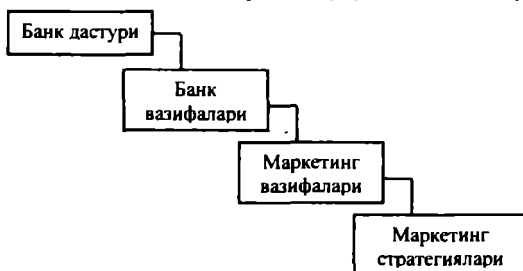 Банк дастури
Банк
вазифалари
Маркетинг
вазифалари
Маркетинг
стратегиялари